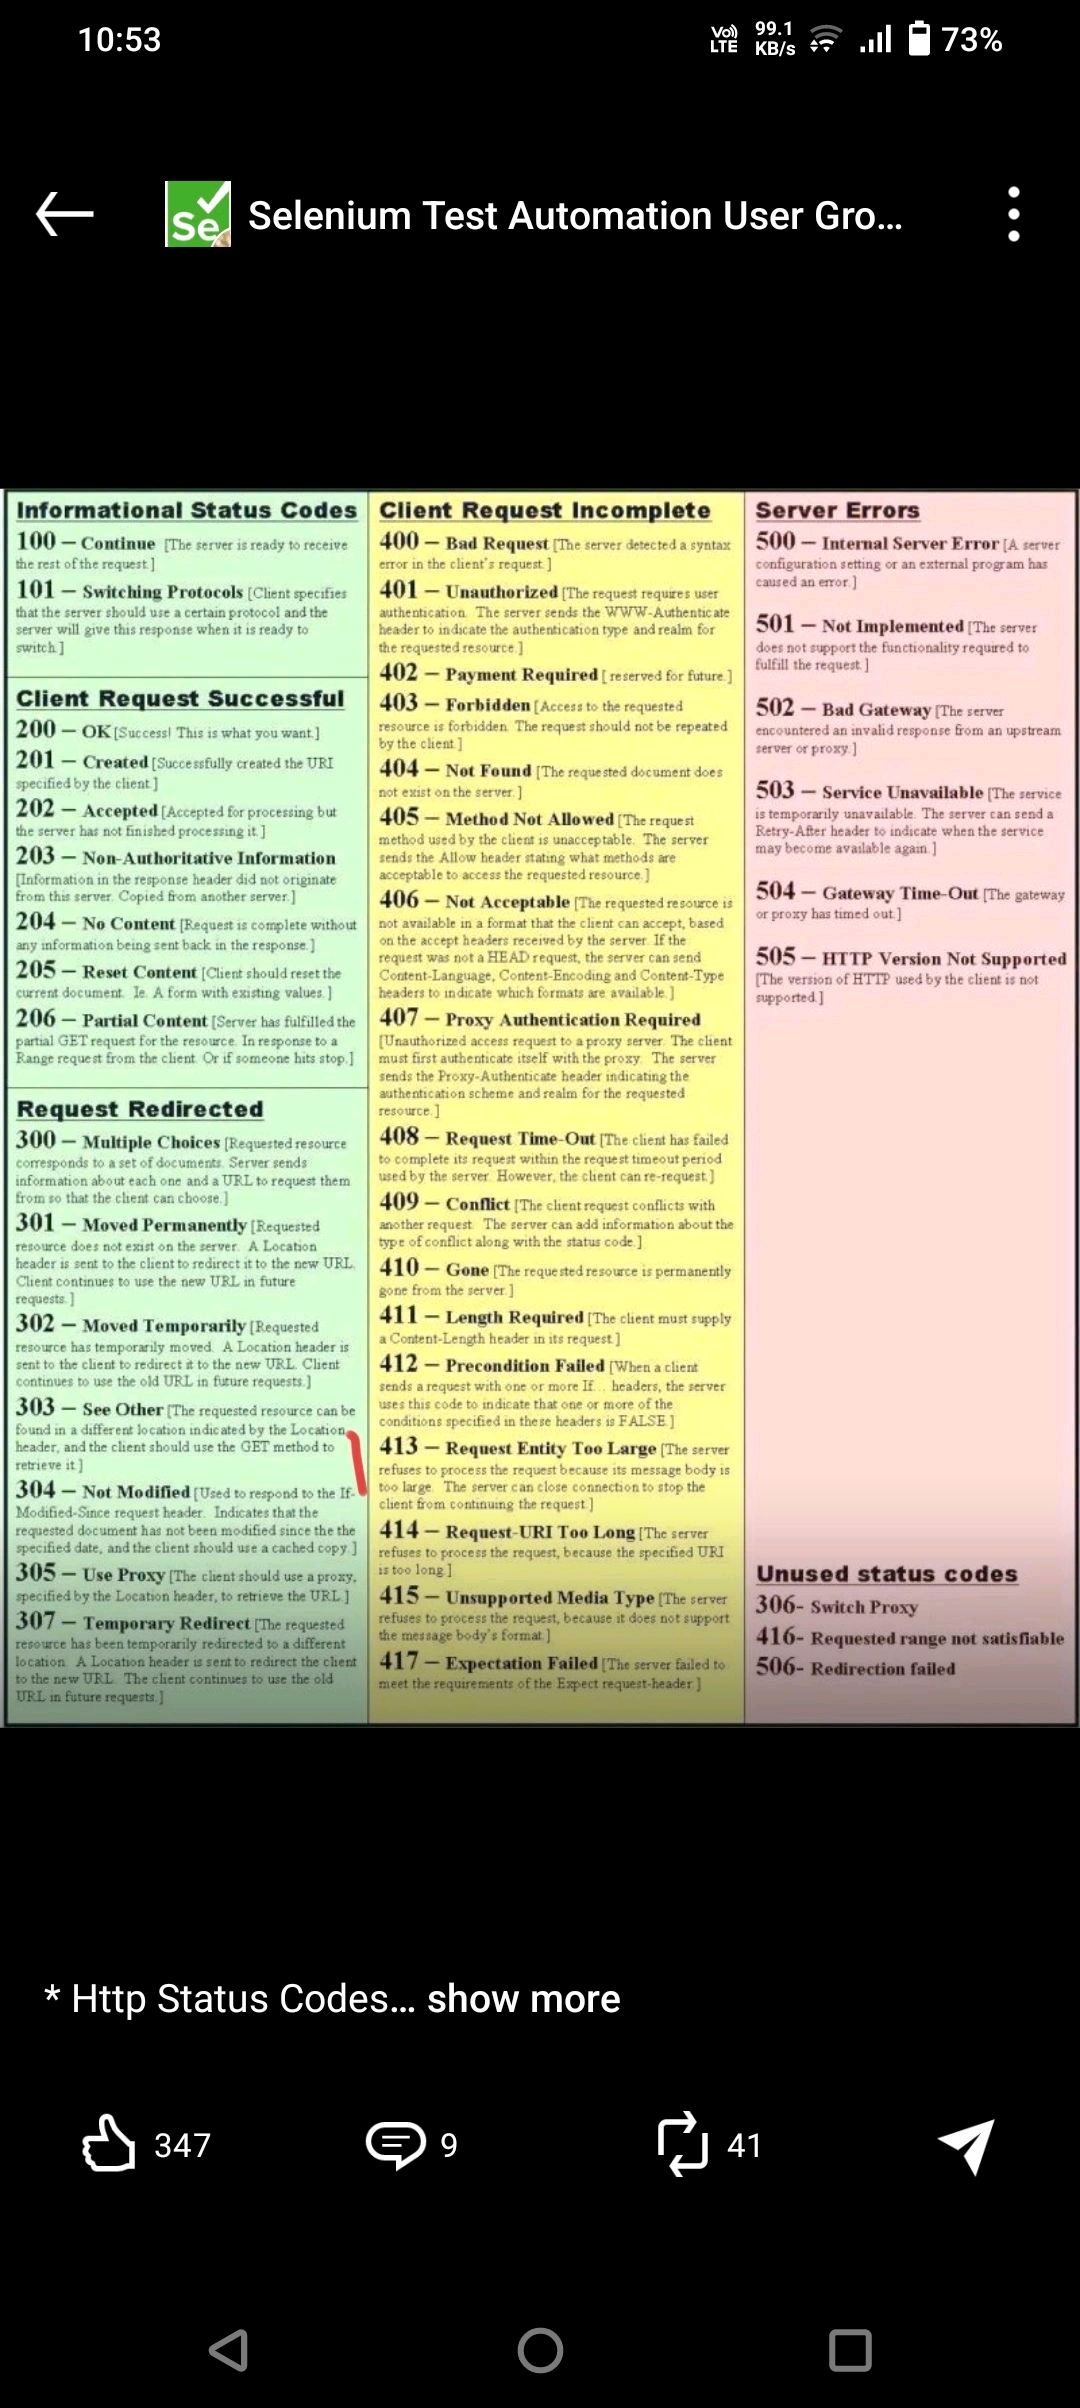 10:53
Vo) LTE 99.1 KB/s 73%
Se
Selenium Test Automation User Gro...
Informational Status Codes
100 – Continue [The server is ready to receive
the rest of the request.]
101 – Switching Protocols [Client specifies
that the server should use a certain protocol and the
server will give this response when it is ready to
switch.]
Client Request Successful
200 – OK [Success! This is what you want.]
201 – Created [Successfully created the URI
specified by the client.]
202 – Accepted [Accepted for processing but
the server has not finished processing it.]
203 – Non-Authoritative Information
[Information in the response header did not originate
from this server. Copied from another server.]
204 – No Content [Request is complete without
any information being sent back in the response.]
205 – Reset Content [Client should reset the
current document. Ie. A form with existing values.]
206 – Partial Content [Server has fulfilled the
partial GET request for the resource. In response to a
Range request from the client. Or if someone hits stop.]
Request Redirected
300 – Multiple Choices [Requested resource
corresponds to a set of documents. Server sends
information about each one and a URL to request them
from so that the client can choose.]
301 – Moved Permanently [Requested
resource does not exist on the server. A Location
header is sent to the client to redirect it to the new URL.
Client continues to use the new URL in future
requests.]
302 – Moved Temporarily [Requested
resource has temporarily moved. A Location header is
sent to the client to redirect it to the new URL. Client
continues to use the old URL in future requests.]
303 – See Other [The requested resource can be
found in a different location indicated by the Location
header, and the client should use the GET method to
retrieve it.]
304 – Not Modified [Used to respond to the If-
Modified-Since request header. Indicates that the
requested document has not been modified since the the
specified date, and the client should use a cached copy.]
305 – Use Proxy [The client should use a proxy,
specified by the Location header, to retrieve the URL.]
307 – Temporary Redirect [The requested
resource has been temporarily redirected to a different
location. A Location header is sent to redirect the client
to the new URL. The client continues to use the old
URL in future requests.]
Client Request Incomplete
400 – Bad Request [The server detected a syntax
error in the client's request.]
401 – Unauthorized [The request requires user
authentication. The server sends the WWW-Authenticate
header to indicate the authentication type and realm for
the requested resource.]
402 – Payment Required [reserved for future.]
403 – Forbidden [Access to the requested
resource is forbidden. The request should not be repeated
by the client.]
404 – Not Found [The requested document does
not exist on the server.]
405 – Method Not Allowed [The request
method used by the client is unacceptable. The server
sends the Allow header stating what methods are
acceptable to access the requested resource.]
406 – Not Acceptable [The requested resource is
not available in a format that the client can accept, based
on the accept headers received by the server. If the
request was not a HEAD request, the server can send
Content-Language, Content-Encoding and Content-Type
headers to indicate which formats are available.]
407 – Proxy Authentication Required
[Unauthorized access request to a proxy server. The client
must first authenticate itself with the proxy. The server
sends the Proxy-Authenticate header indicating the
authentication scheme and realm for the requested
resource.]
408 – Request Time-Out [The client has failed
to complete its request within the request timeout period
used by the server. However, the client can re-request.]
409 – Conflict [The client request conflicts with
another request. The server can add information about the
type of conflict along with the status code.]
410 – Gone [The requested resource is permanently
gone from the server.]
411 – Length Required [The client must supply
a Content-Length header in its request.]
412 – Precondition Failed [When a client
sends a request with one or more If... headers, the server
uses this code to indicate that one or more of the
conditions specified in these headers is FALSE.]
413 – Request Entity Too Large [The server
refuses to process the request because its message body is
too large. The server can close connection to stop the
client from continuing the request.]
414 – Request-URI Too Long [The server
refuses to process the request, because the specified URI
is too long.]
415 – Unsupported Media Type [The server
refuses to process the request, because it does not support
the message body's format.]
417 – Expectation Failed [The server failed to
meet the requirements of the Expect request-header.]
Server Errors
500 – Internal Server Error [A server
configuration setting or an external program has
caused an error.]
501 – Not Implemented [The server
does not support the functionality required to
fulfill the request.]
502 – Bad Gateway [The server
encountered an invalid response from an upstream
server or proxy.]
503 – Service Unavailable [The service
is temporarily unavailable. The server can send a
Retry-After header to indicate when the service
may become available again.]
504 – Gateway Time-Out [The gateway
or proxy has timed out.]
505 – HTTP Version Not Supported
[The version of HTTP used by the client is not
supported.]
Unused status codes
306- Switch Proxy
416- Requested range not satisfiable
506- Redirection failed
* Http Status Codes... show more
347 9 41